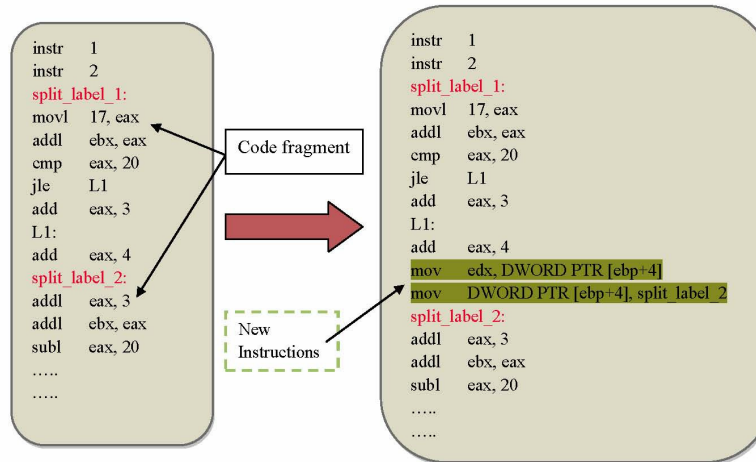 instr 1
instr 2
split_label_1:
movl 17, eax
addl ebx, eax
cmp eax, 20
jle L1
add eax, 3
L1:
add eax, 4
split_label_2:
addl eax, 3
addl ebx, eax
subl eax, 20
…..
…..
Code fragment
New
Instructions
instr 1
instr 2
split_label_1:
movl 17, eax
addl ebx, eax
cmp eax, 20
jle L1
add eax, 3
L1:
add eax, 4
mov edx, DWORD PTR [ebp+4]
mov DWORD PTR [ebp+4], split_label_2
split_label_2:
addl eax, 3
addl ebx, eax
subl eax, 20
…..
…..